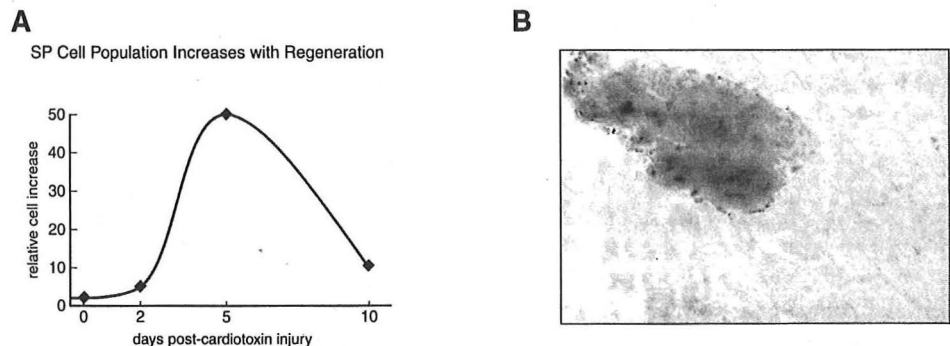 A
SP Cell Population Increases with Regeneration
relative cell increase
50
40
30
20
10
0
0 2 5 10
days post-cardiotoxin injury
B